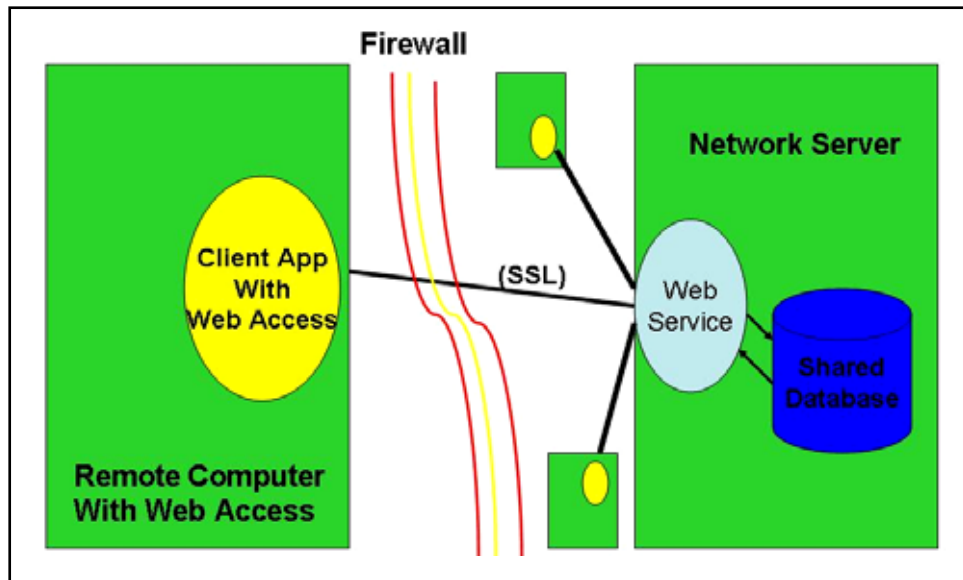 Firewall
Network Server
Client App
With
Web Access
(SSL)
Web
Service
Shared
Database
Remote Computer
With Web Access